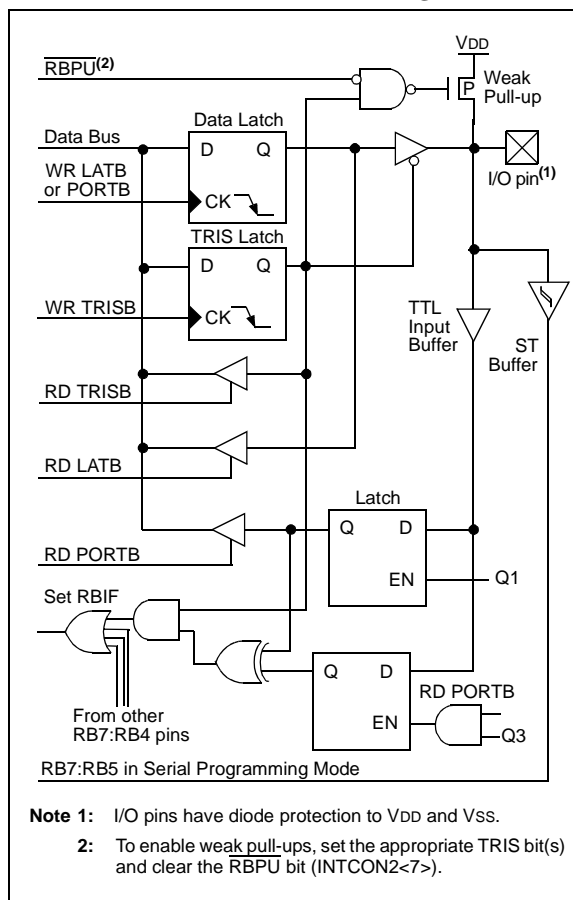 VDD
RBPU(2)
P
Weak
Pull-up
Data Latch
Data Bus
D Q
WR LATB
or PORTB
CK
I/O pin(1)
TRIS Latch
D Q
WR TRISB
CK
TTL
Input
Buffer
ST
Buffer
RD TRISB
RD LATB
Latch
Q D
RD PORTB
EN
Q1
Set RBIF
Q D
RD PORTB
EN
Q3
From other
RB7:RB4 pins
RB7:RB5 in Serial Programming Mode
Note 1: I/O pins have diode protection to VDD and VSS.
2: To enable weak pull-ups, set the appropriate TRIS bit(s)
and clear the RBPU bit (INTCON2<7>).